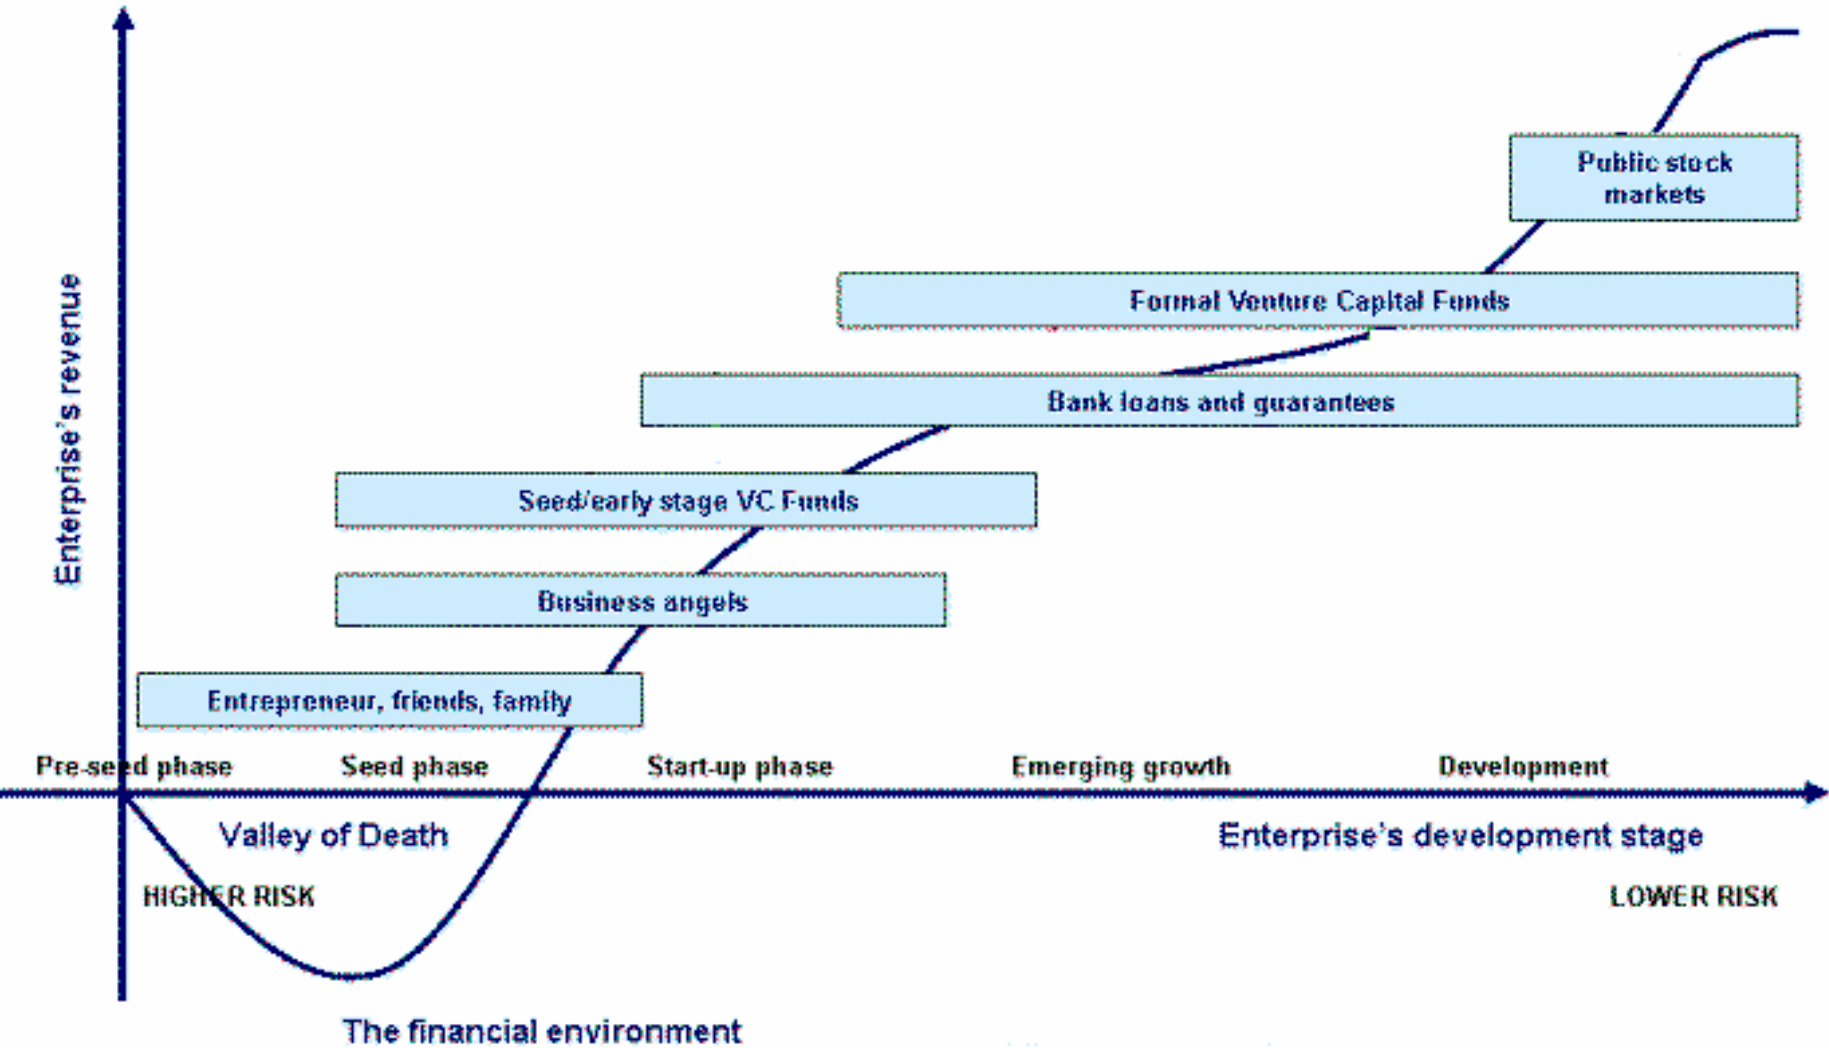 Public stock
markets
Formal Venture Capital Funds
Bank loans and guarantees
Seed/early stage VC Funds
Business angels
Entrepreneur, friends, family
Enterprise's revenue
Pre-seed phase
Seed phase
Start-up phase
Emerging growth
Development
Valley of Death
Enterprise's development stage
HIGHER RISK
LOWER RISK
The financial environment